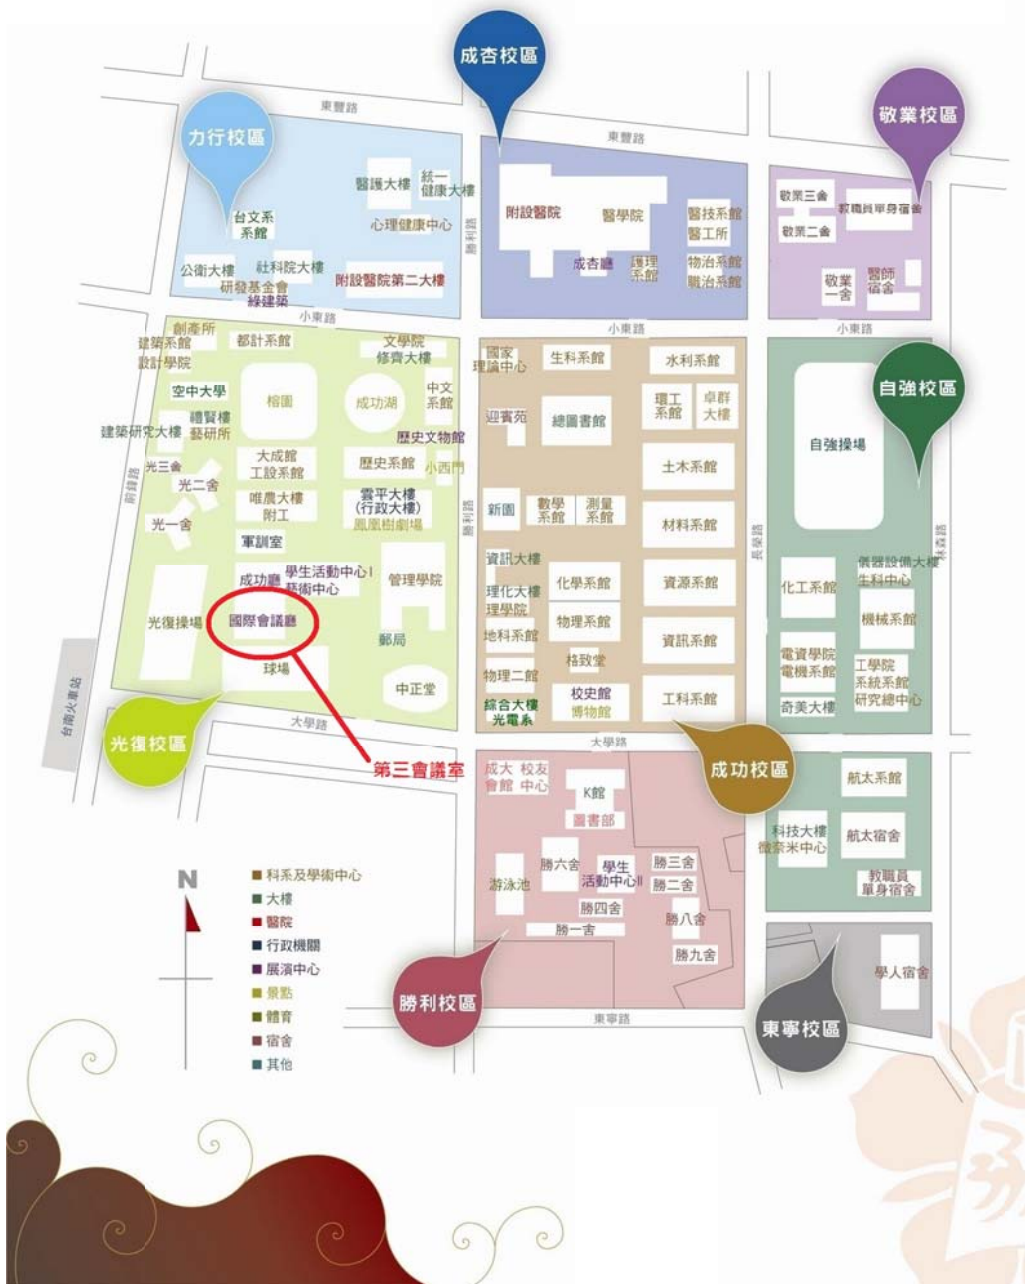 成杏校區
敬業校區
力行校區
東豐路
東豐路
醫護大樓
統一
健康大樓
心理健康中心
台文系
系館
公衛大樓
社科院大樓
研發基金會
綠建築
附設醫院第二大樓
勝利路
附設醫院
醫學院
醫技系館
醫工所
成杏廳
護理
系館
物治系館
職治系館
敬業三舍
教職員單身宿舍
敬業二舍
敬業
一舍
醫師
宿舍
小東路
小東路
小東路
創產所
建築系館
設計學院
都計系館
文學院
修齊大樓
空中大學
榕園
成功湖
中文
系館
禮賢樓
建築研究大樓
藝研所
歷史文物館
光三舍
大成館
工設系館
歷史系館
小西門
光二舍
唯農大樓
附工
雲平大樓
(行政大樓)
鳳凰樹劇場
光一舍
軍訓室
前鋒路
成功廳
學生活動中心I
藝術中心
管理學院
光復操場
國際會議廳
郵局
球場
中正堂
台南火車站
大學路
光復校區
第三會議室
勝利路
國家
理論中心
生科系館
水利系館
迎賓苑
總圖書館
環工
系館
卓群
大樓
土木系館
新園
數學
系館
測量
系館
材料系館
資訊大樓
理化大樓
理學院
化學系館
資源系館
地科系館
物理系館
資訊系館
物理二館
格致堂
綜合大樓
光電系
校史館
博物館
工科系館
大學路
成功校區
長榮路
自強校區
自強操場
林森路
儀器設備大樓
生科中心
化工系館
機械系館
電資學院
電機系館
工學院
系統系館
研究總中心
奇美大樓
航太系館
科技大樓
微奈米中心
航太宿舍
教職員
單身宿舍
成大
會館
校友
中心
K館
圖書部
游泳池
勝六舍
學生
活動中心II
勝三舍
勝二舍
勝四舍
勝一舍
勝八舍
勝九舍
勝利校區
東寧路
東寧校區
學人宿舍
N
科系及學術中心
大樓
醫院
行政機關
展演中心
景點
體育
宿舍
其他